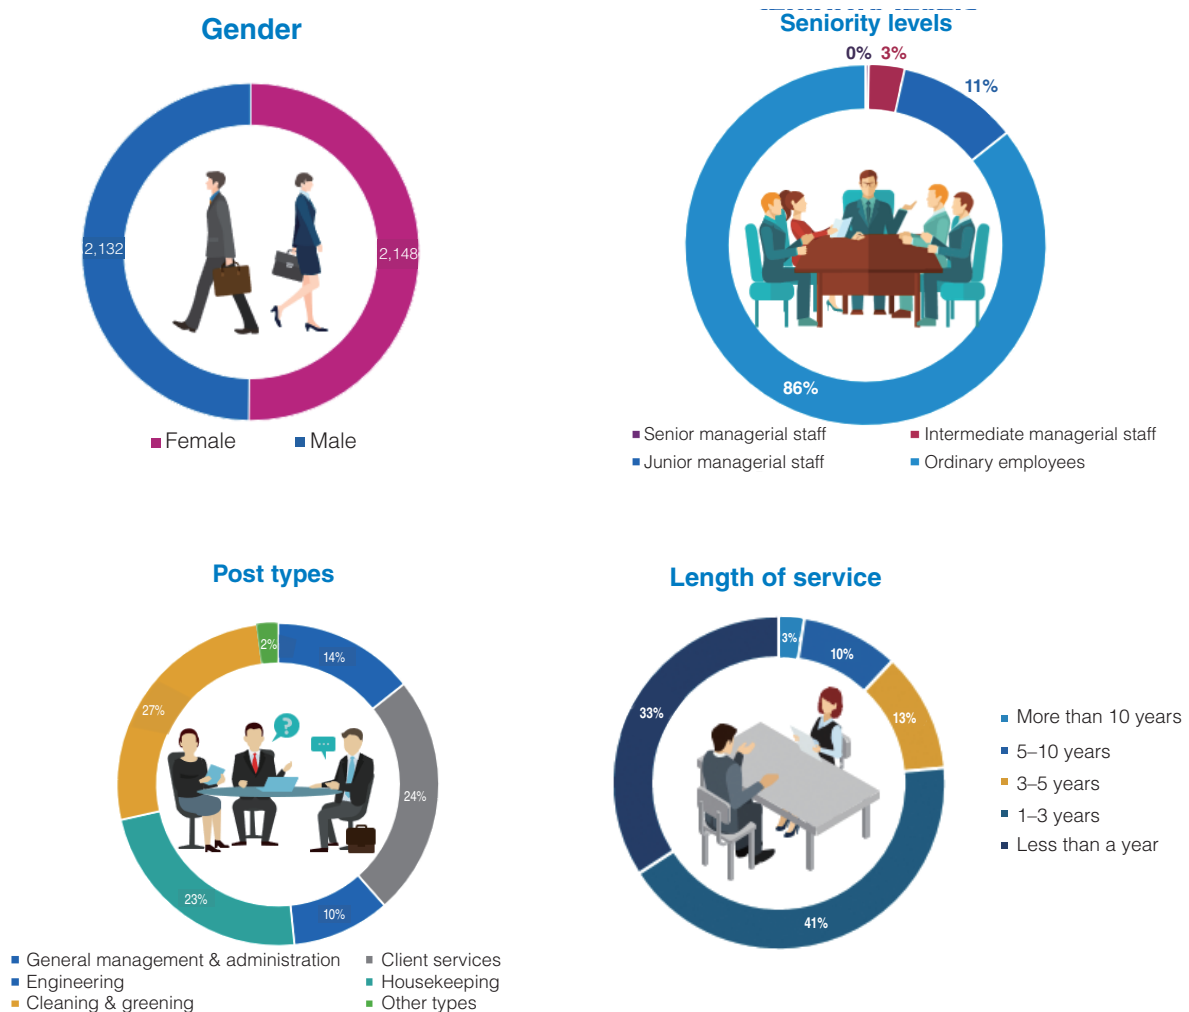 Gender
2,132
2,148
Female
Male
Seniority levels
0% 3%
11%
86%
Senior managerial staff
Intermediate managerial staff
Junior managerial staff
Ordinary employees
Post types
2%
14%
27%
24%
23%
10%
General management & administration
Client services
Engineering
Housekeeping
Cleaning & greening
Other types
Length of service
3%
10%
33%
13%
41%
More than 10 years
5–10 years
3–5 years
1–3 years
Less than a year
?
...